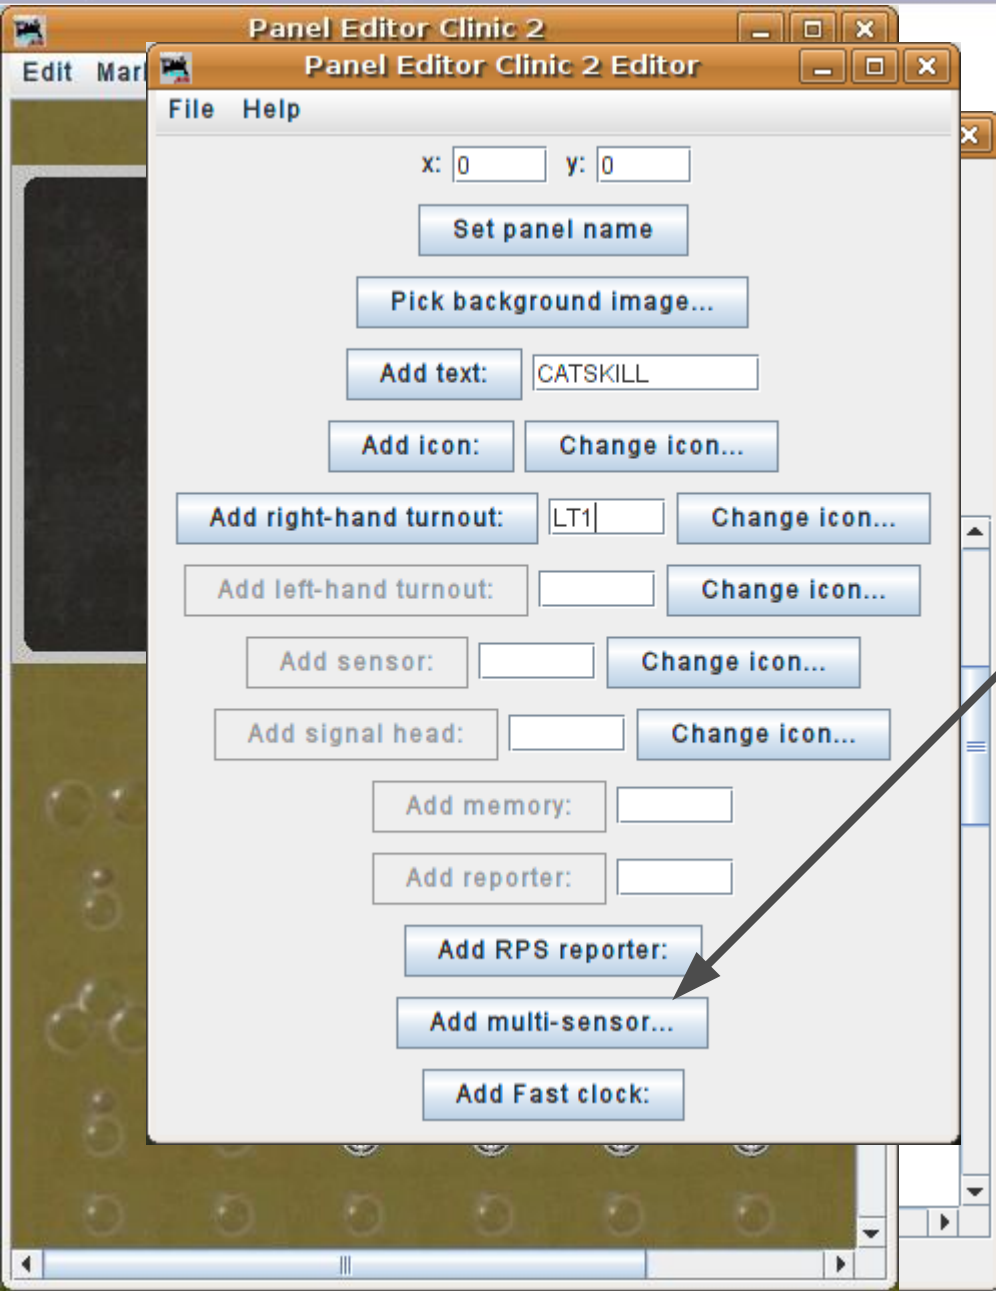 Panel Editor Clinic 2
Edit
Panel Editor Clinic 2 Editor
File Help
x: 0 y: 0
Set panel name
Pick background image...
Add text: CATSKILL
Add icon: Change icon...
Add right-hand turnout: LT1 Change icon...
Add left-hand turnout: Change icon...
Add sensor: Change icon...
Add signal head: Change icon...
Add memory:
Add reporter:
Add RPS reporter:
Add multi-sensor...
Add Fast clock: